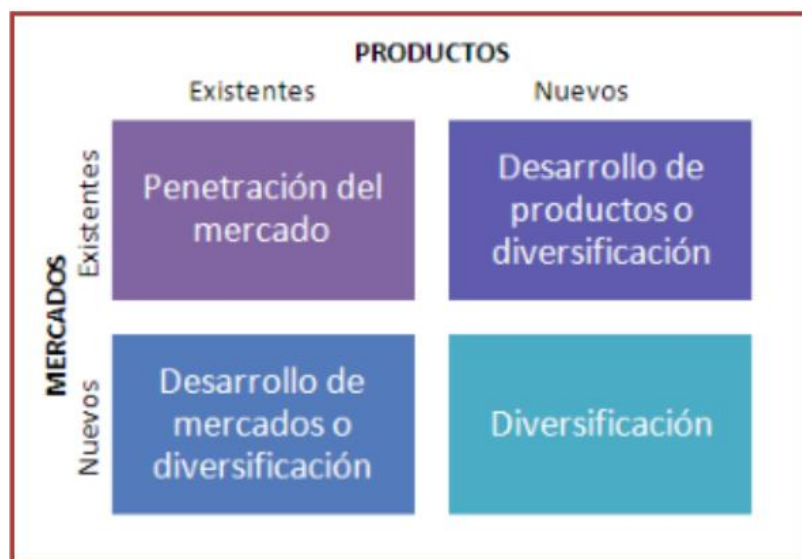 PRODUCTOS
Existentes
Nuevos
MERCADOS
Existentes
Penetración del
mercado
Desarrollo de
productos o
diversificación
Nuevos
Desarrollo de
mercados o
diversificación
Diversificación